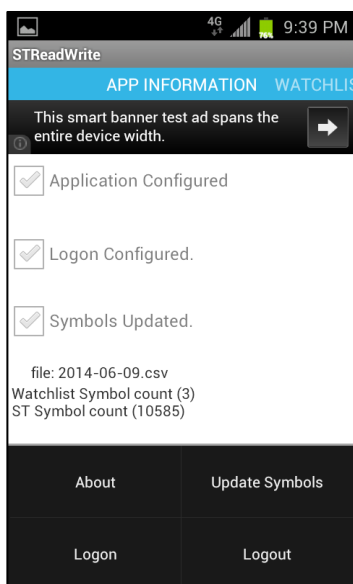 4G 76% 9:39 PM
STReadWrite
APP INFORMATION WATCHLIS
This smart banner test ad spans the
entire device width.
Application Configured
Logon Configured.
Symbols Updated.
file: 2014-06-09.csv
Watchlist Symbol count (3)
ST Symbol count (10585)
About Update Symbols
Logon Logout